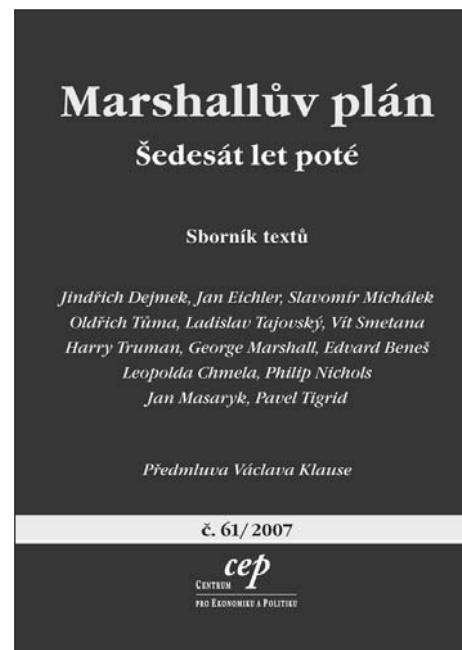 Marshallův plán
Šedesát let poté
Sborník textů
Jindřich Dejmek, Jan Eichler, Slavomír Michálek
Oldřich Tůma, Ladislav Tajovský, Vít Smetana
Harry Truman, George Marshall, Edvard Beneš
Leopolda Chmela, Philip Nichols
Jan Masaryk, Pavel Tigrid
Předmluva Václava Klause
č. 61/2007
cep
CENTRUM
PRO EKONOMIKU A POLITIKU